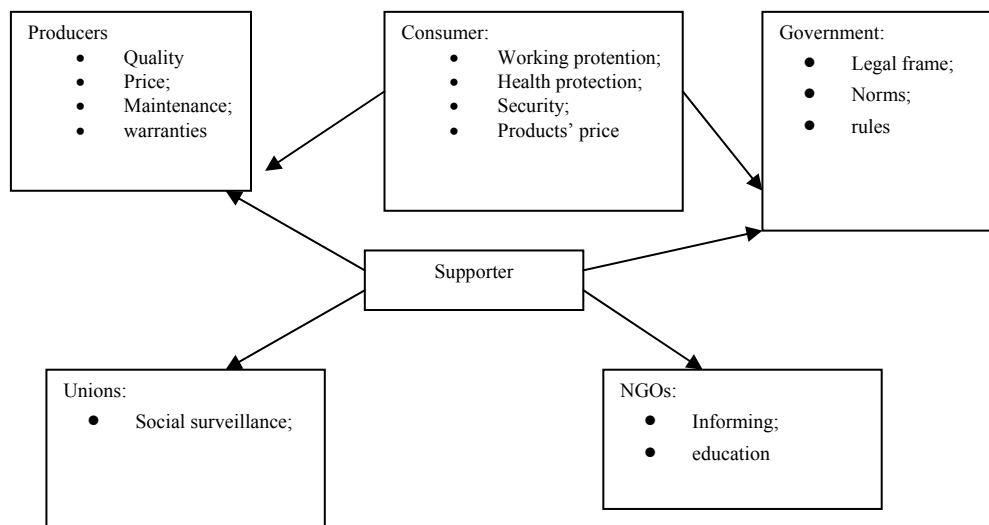 Producers
• Quality
• Price;
• Maintenance;
• warranties
Consumer:
• Working protention;
• Health protection;
• Security;
• Products’ price
Government:
• Legal frame;
• Norms;
• rules
Supporter
Unions:
• Social surveillance;
NGOs:
• Informing;
• education